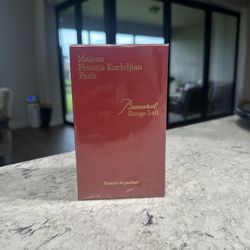 Maison
Francis Kurkdjian
Paris
Baccarat
Rouge 540
Extrait de parfum